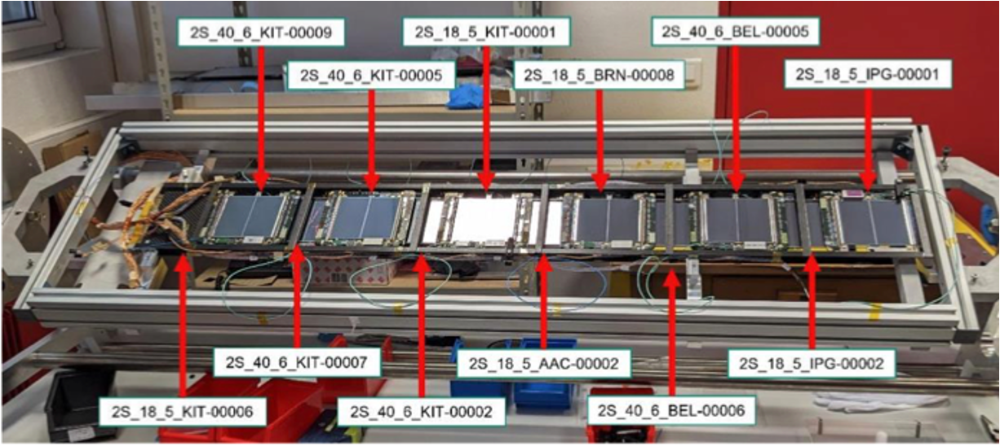 2S_40_6_KIT-00009
2S_18_5_KIT-00001
2S_40_6_BEL-00005
2S_40_6_KIT-00005
2S_18_5_BRN-00008
2S_18_5_IPG-00001
2S_40_6_KIT-00007
2S_18_5_AAC-00002
2S_18_5_IPG-00002
2S_18_5_KIT-00006
2S_40_6_KIT-00002
2S_40_6_BEL-00006